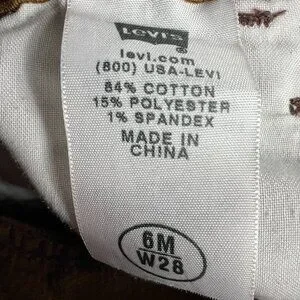 LEVI'S
levi.com
(800) USA-LEVI
84% COTTON
15% POLYESTER
1% SPANDEX
MADE IN
CHINA
6M
W28